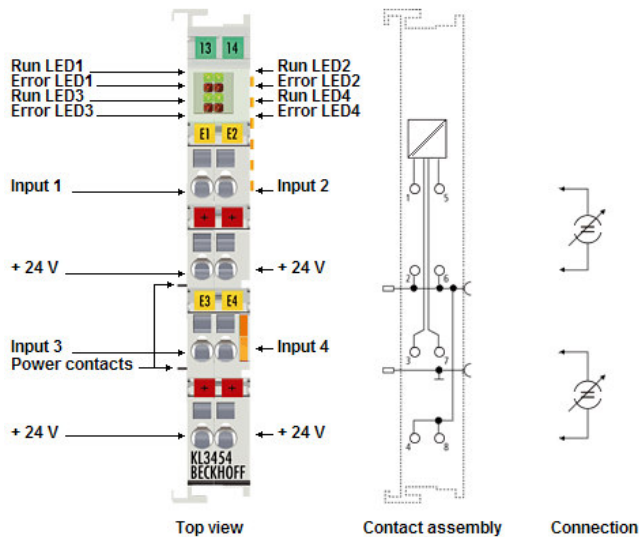 13 14
Run LED1 Run LED2
Error LED1 Error LED2
Run LED3 Run LED4
Error LED3 Error LED4
E1 E2
1 5
Input 1 Input 2
+ +
+ 24 V + 24 V
2 6
E3 E4
Input 3 Input 4
3 7
Power contacts
+ +
+ 24 V + 24 V
4 8
KL3454
BECKHOFF
Top view Contact assembly Connection